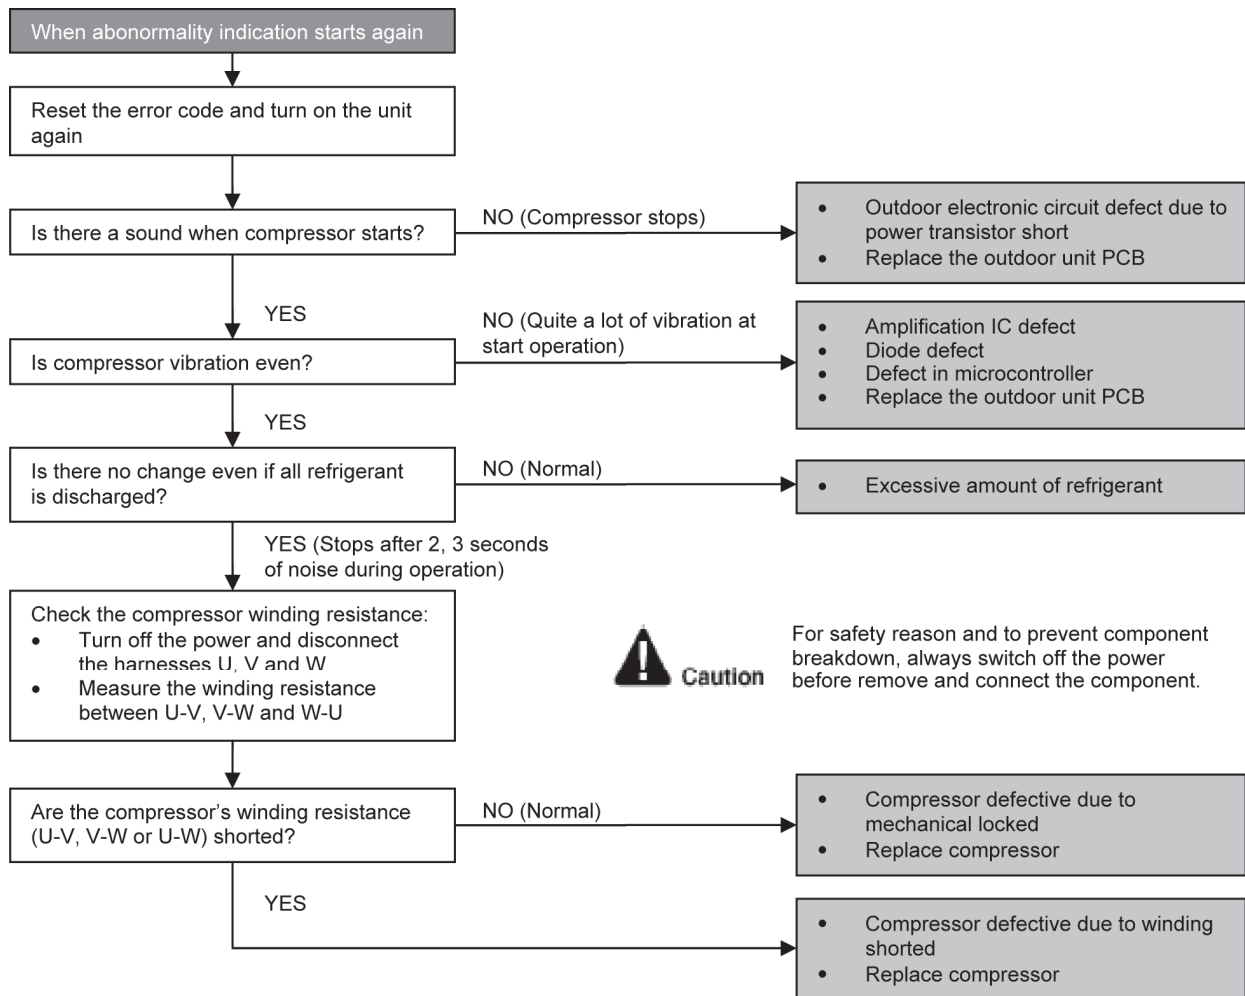 When abonormality indication starts again
Reset the error code and turn on the unit
again
Is there a sound when compressor starts?
NO (Compressor stops)
• Outdoor electronic circuit defect due to
power transistor short
• Replace the outdoor unit PCB
YES
Is compressor vibration even?
NO (Quite a lot of vibration at
start operation)
• Amplification IC defect
• Diode defect
• Defect in microcontroller
• Replace the outdoor unit PCB
YES
Is there no change even if all refrigerant
is discharged?
NO (Normal)
• Excessive amount of refrigerant
YES (Stops after 2, 3 seconds
of noise during operation)
Check the compressor winding resistance:
• Turn off the power and disconnect
the harnesses U, V and W
• Measure the winding resistance
between U-V, V-W and W-U
Caution
For safety reason and to prevent component
breakdown, always switch off the power
before remove and connect the component.
Are the compressor’s winding resistance
(U-V, V-W or U-W) shorted?
NO (Normal)
• Compressor defective due to
mechanical locked
• Replace compressor
YES
• Compressor defective due to winding
shorted
• Replace compressor